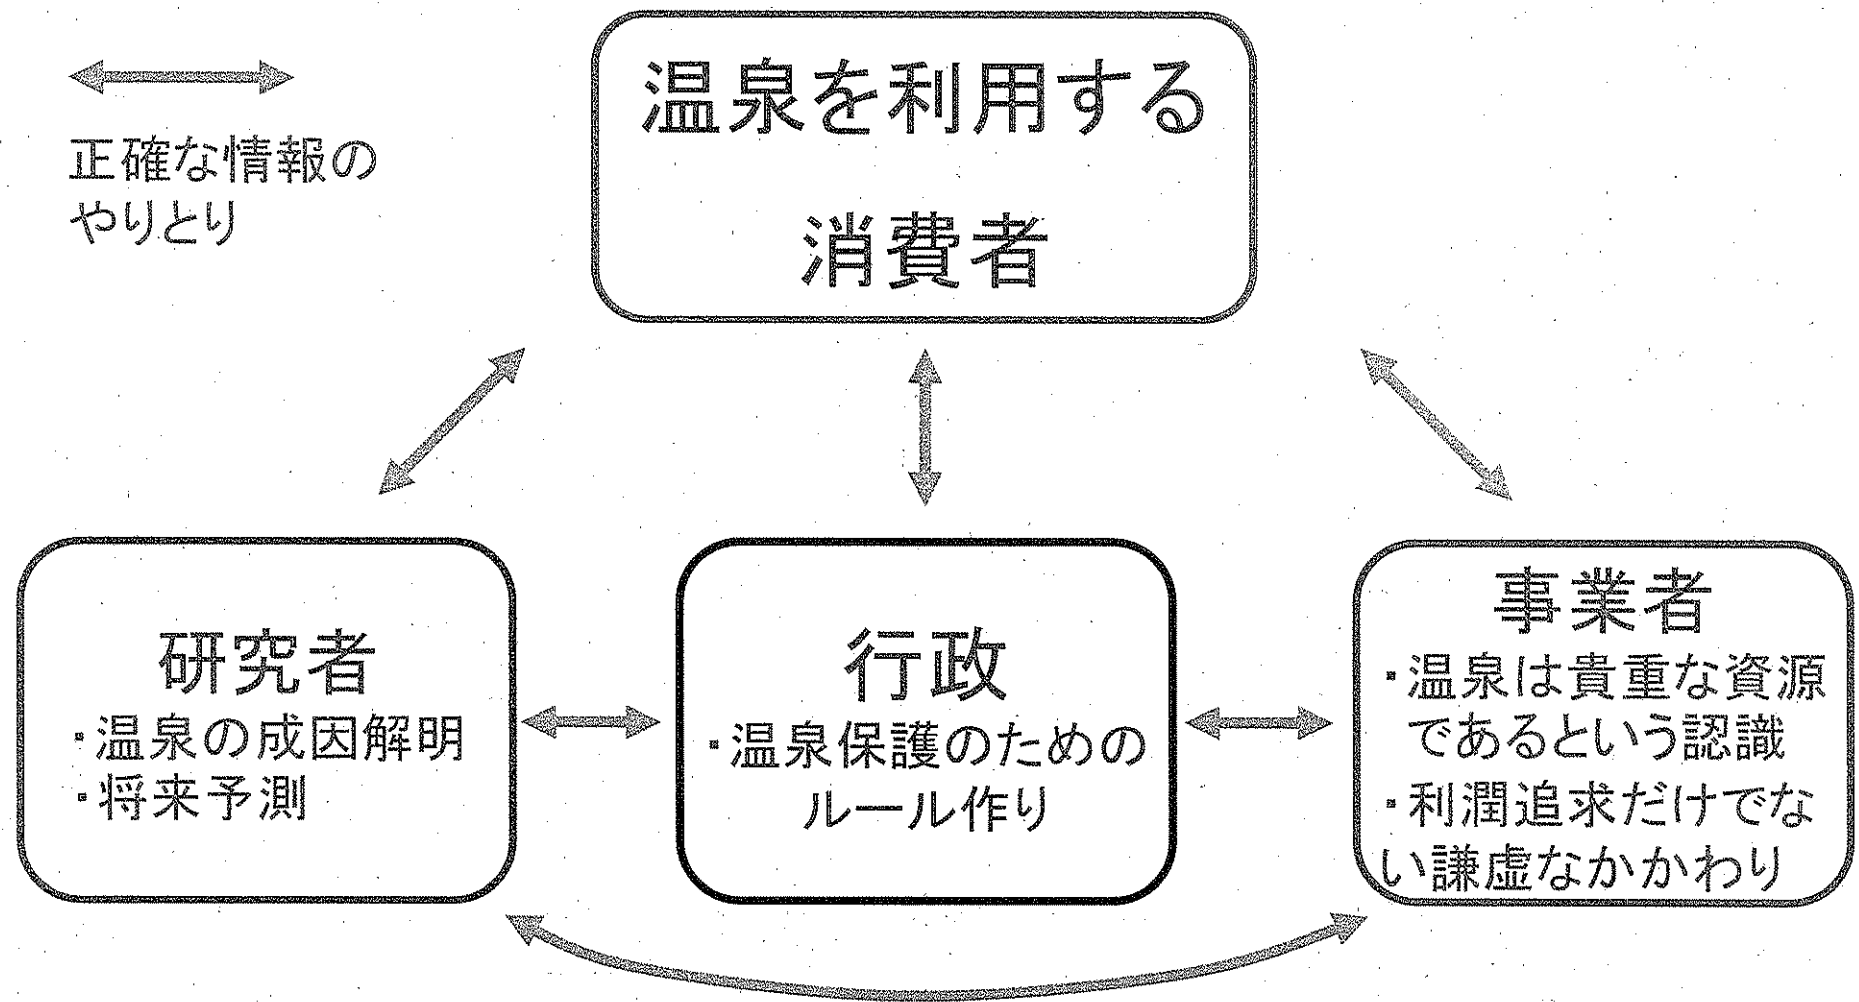 正確な情報の
やりとり
温泉を利用する
消費者
研究者
・温泉の成因解明
・将来予測
行政
・温泉保護のための
ルール作り
事業者
・温泉は貴重な資源
であるという認識
・利潤追求だけでな
い謙虚なかかわり